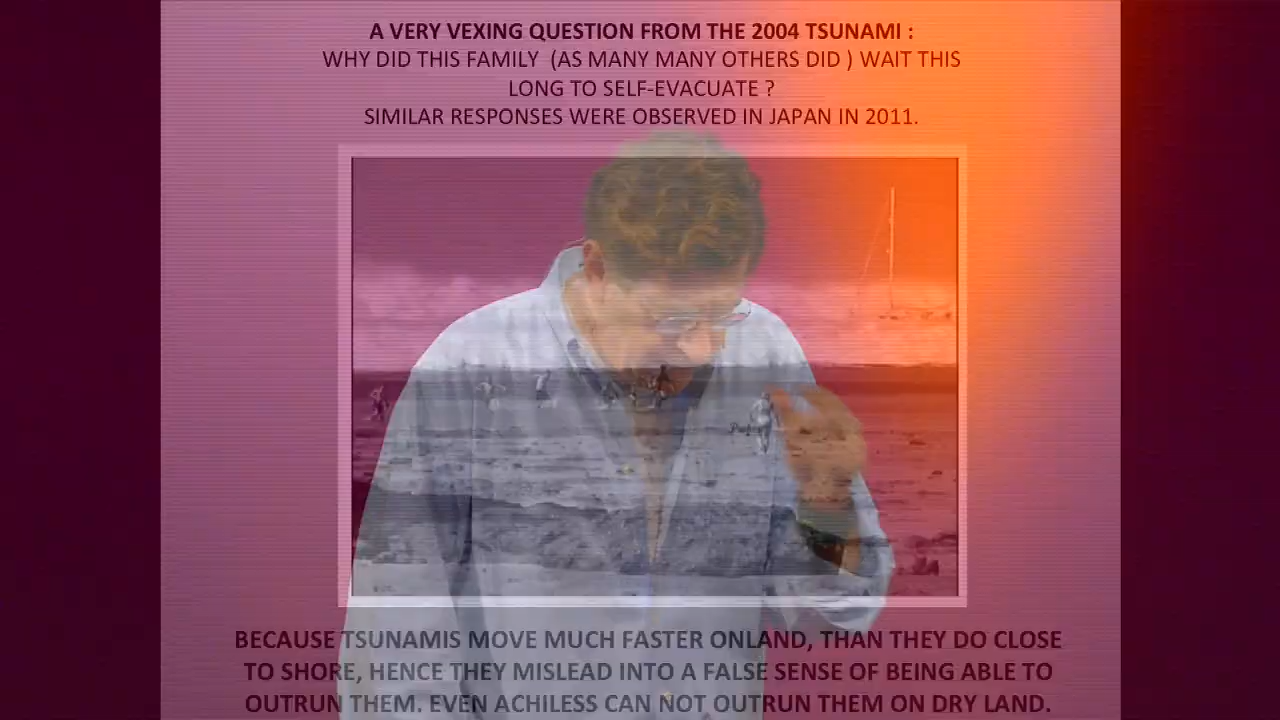 A VERY VEXING QUESTION FROM THE 2004 TSUNAMI :
WHY DID THIS FAMILY (AS MANY MANY OTHERS DID ) WAIT THIS
LONG TO SELF-EVACUATE ?
SIMILAR RESPONSES WERE OBSERVED IN JAPAN IN 2011.
BECAUSE TSUNAMIS MOVE MUCH FASTER ONLAND, THAN THEY DO CLOSE
TO SHORE, HENCE THEY MISLEAD INTO A FALSE SENSE OF BEING ABLE TO
OUTRUN THEM. EVEN ACHILESS CAN NOT OUTRUN THEM ON DRY LAND.